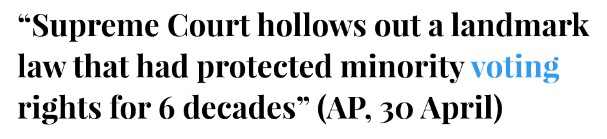 “Supreme Court hollows out a landmark
law that had protected minority voting
rights for 6 decades” (AP, 30 April)